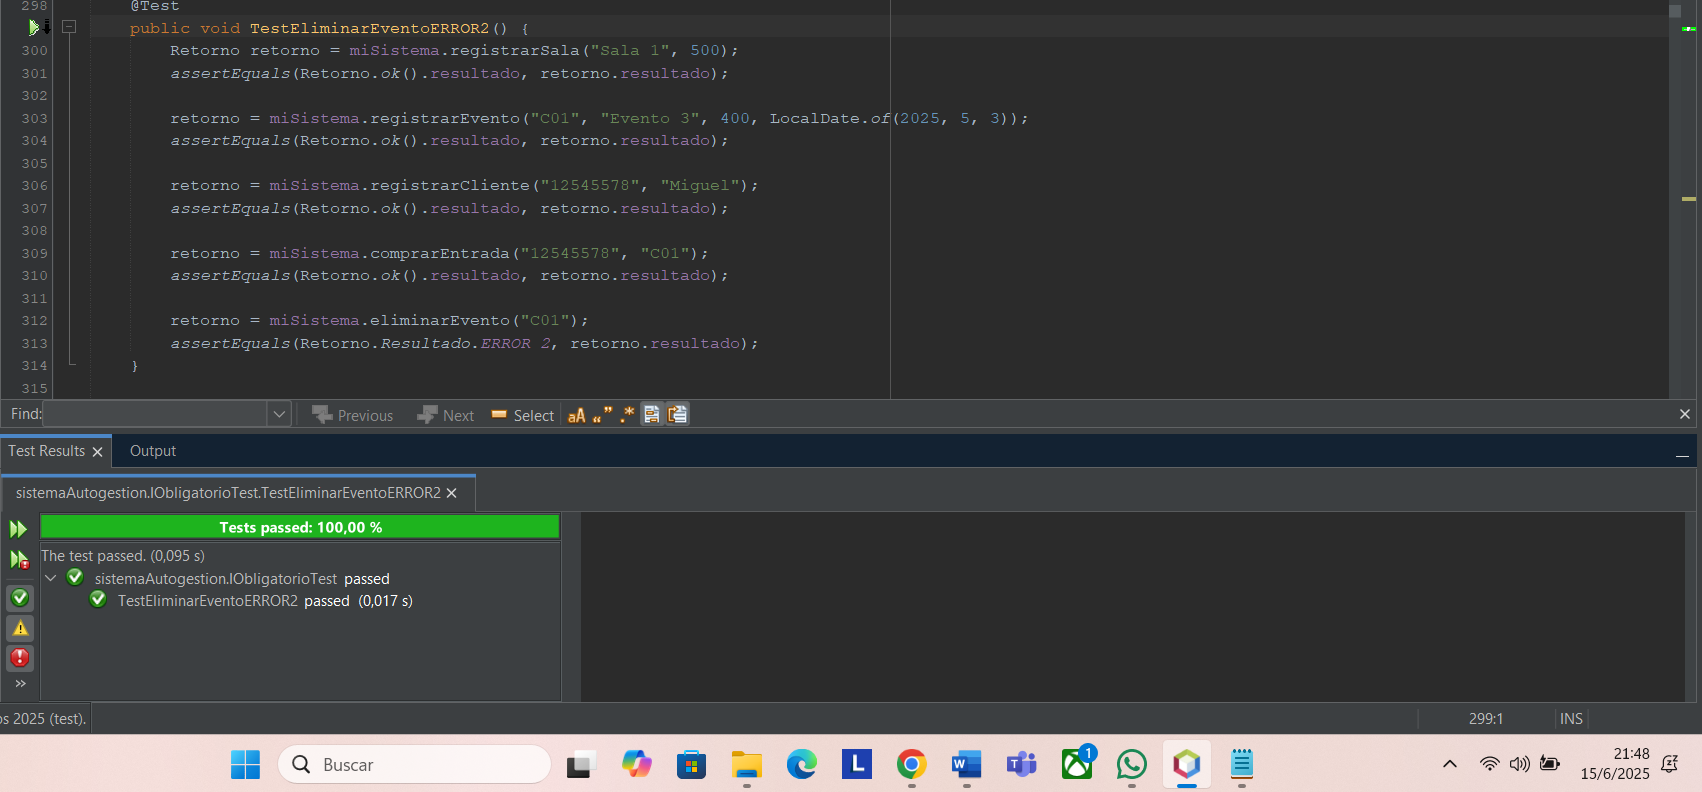 298 @Test
public void TestEliminarEventoERROR2() {
300 Retorno retorno = miSistema.registrarSala("Sala 1", 500);
301 assertEquals(Retorno.ok().resultado, retorno.resultado);
302
303 retorno = miSistema.registrarEvento("C01", "Evento 3", 400, LocalDate.of(2025, 5, 3));
304 assertEquals(Retorno.ok().resultado, retorno.resultado);
305
306 retorno = miSistema.registrarCliente("12545578", "Miguel");
307 assertEquals(Retorno.ok().resultado, retorno.resultado);
308
309 retorno = miSistema.comprarEntrada("12545578", "C01");
310 assertEquals(Retorno.ok().resultado, retorno.resultado);
311
312 retorno = miSistema.eliminarEvento("C01");
313 assertEquals(Retorno.Resultado.ERROR 2, retorno.resultado);
314 }
315
Find: Previous Next Select aA “ ” .*
Test Results Output
sistemaAutogestion.IObligatorioTest.TestEliminarEventoERROR2
Tests passed: 100,00 %
The test passed. (0,095 s)
sistemaAutogestion.IObligatorioTest passed
TestEliminarEventoERROR2 passed (0,017 s)
os 2025 (test). 299:1 INS
Buscar L W T 1 21:48
15/6/2025